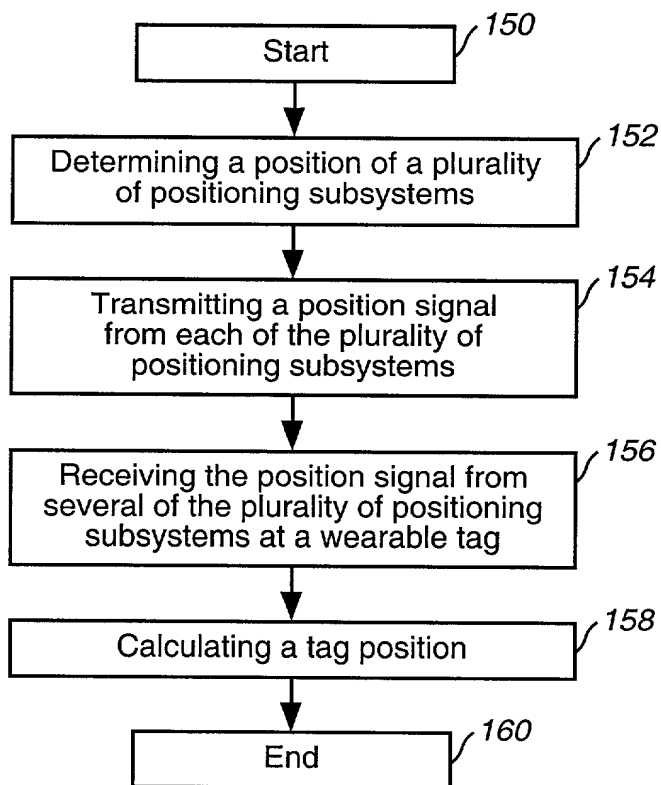 150
Start
152
Determining a position of a plurality
of positioning subsystems
154
Transmitting a position signal
from each of the plurality of
positioning subsystems
156
Receiving the position signal from
several of the plurality of positioning
subsystems at a wearable tag
158
Calculating a tag position
160
End